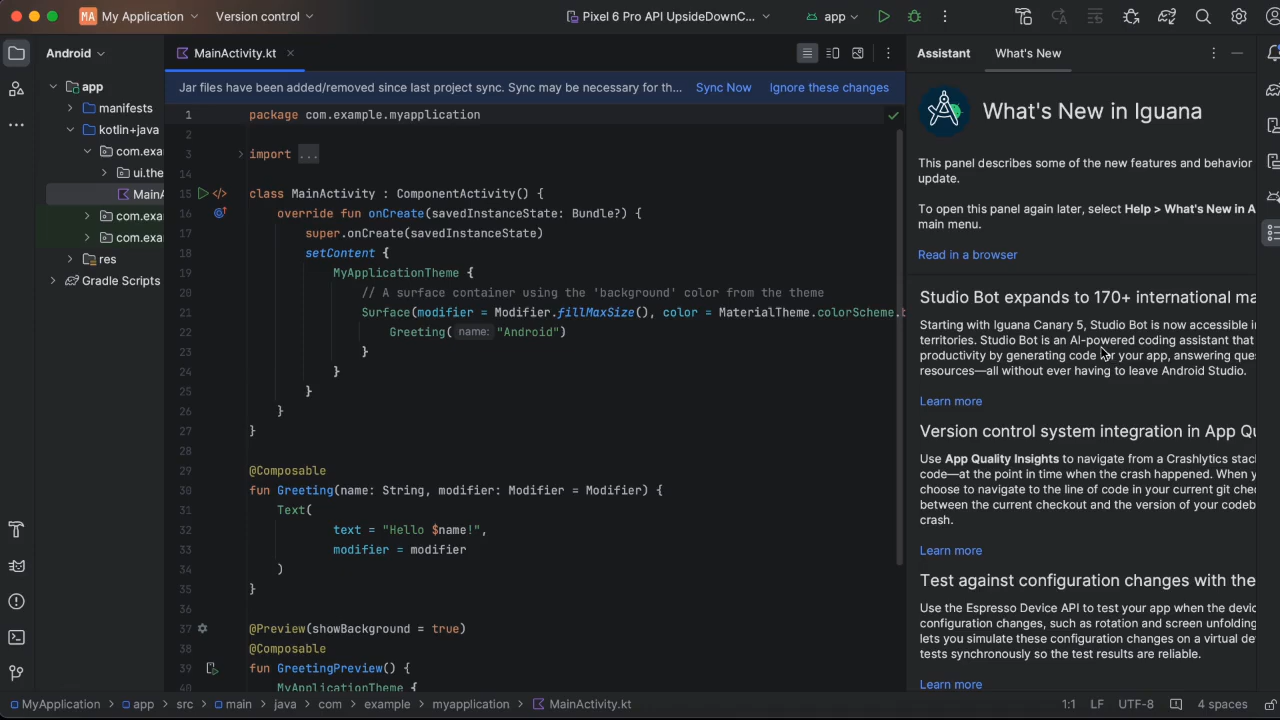 MA My Application
Version control
Pixel 6 Pro API UpsideDownC...
app
Android
MainActivity.kt
Assistant
What's New
app
manifests
kotlin+java
com.exa
ui.the
MainA
com.exa
com.exa
res
Gradle Scripts
Jar files have been added/removed since last project sync. Sync may be necessary for th...
Sync Now
Ignore these changes
1 package com.example.myapplication
2
3 import ...
14
15 class MainActivity : ComponentActivity() {
16 override fun onCreate(savedInstanceState: Bundle?) {
17 super.onCreate(savedInstanceState)
18 setContent {
19 MyApplicationTheme {
20 // A surface container using the 'background' color from the theme
21 Surface(modifier = Modifier.fillMaxSize(), color = MaterialTheme.colorScheme.b
22 Greeting( name: "Android")
23 }
24 }
25 }
26 }
27 }
28
29 @Composable
30 fun Greeting(name: String, modifier: Modifier = Modifier) {
31 Text(
32 text = "Hello $name!",
33 modifier = modifier
34 )
35 }
36
37 @Preview(showBackground = true)
38 @Composable
39 fun GreetingPreview() {
40 MyApplicationTheme {
What's New in Iguana
This panel describes some of the new features and behavior
update.
To open this panel again later, select Help > What's New in A
main menu.
Read in a browser
Studio Bot expands to 170+ international ma
Starting with Iguana Canary 5, Studio Bot is now accessible in
territories. Studio Bot is an AI-powered coding assistant that
productivity by generating code for your app, answering ques
resources—all without ever having to leave Android Studio.
Learn more
Version control system integration in App Qu
Use App Quality Insights to navigate from a Crashlytics stac
code—at the point in time when the crash happened. When y
choose to navigate to the line of code in your current git chec
between the current checkout and the version of your codeb
crash.
Learn more
Test against configuration changes with the
Use the Espresso Device API to test your app when the devic
configuration changes, such as rotation and screen unfolding
lets you simulate these configuration changes on a virtual de
tests synchronously so the test results are reliable.
Learn more
MyApplication > app > src > main > java > com > example > myapplication > MainActivity.kt
1:1 LF UTF-8 4 spaces